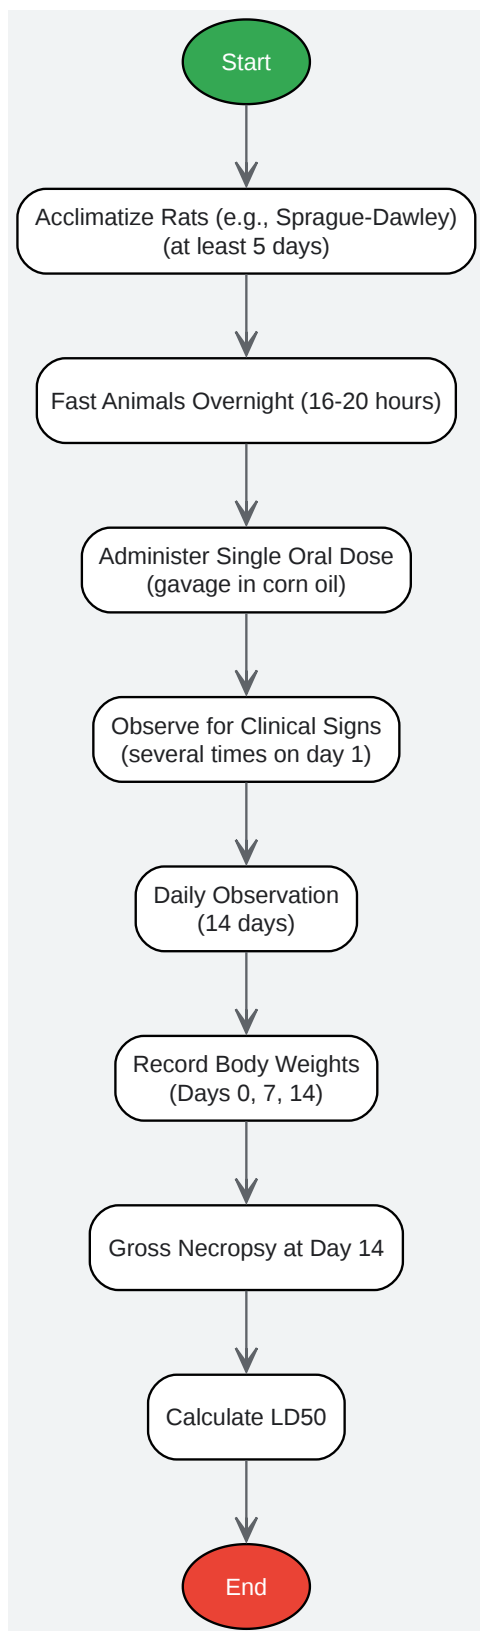 Start
Acclimatize Rats (e.g., Sprague-Dawley)
(at least 5 days)
Fast Animals Overnight (16-20 hours)
Administer Single Oral Dose
(gavage in corn oil)
Observe for Clinical Signs
(several times on day 1)
Daily Observation
(14 days)
Record Body Weights
(Days 0, 7, 14)
Gross Necropsy at Day 14
Calculate LD50
End